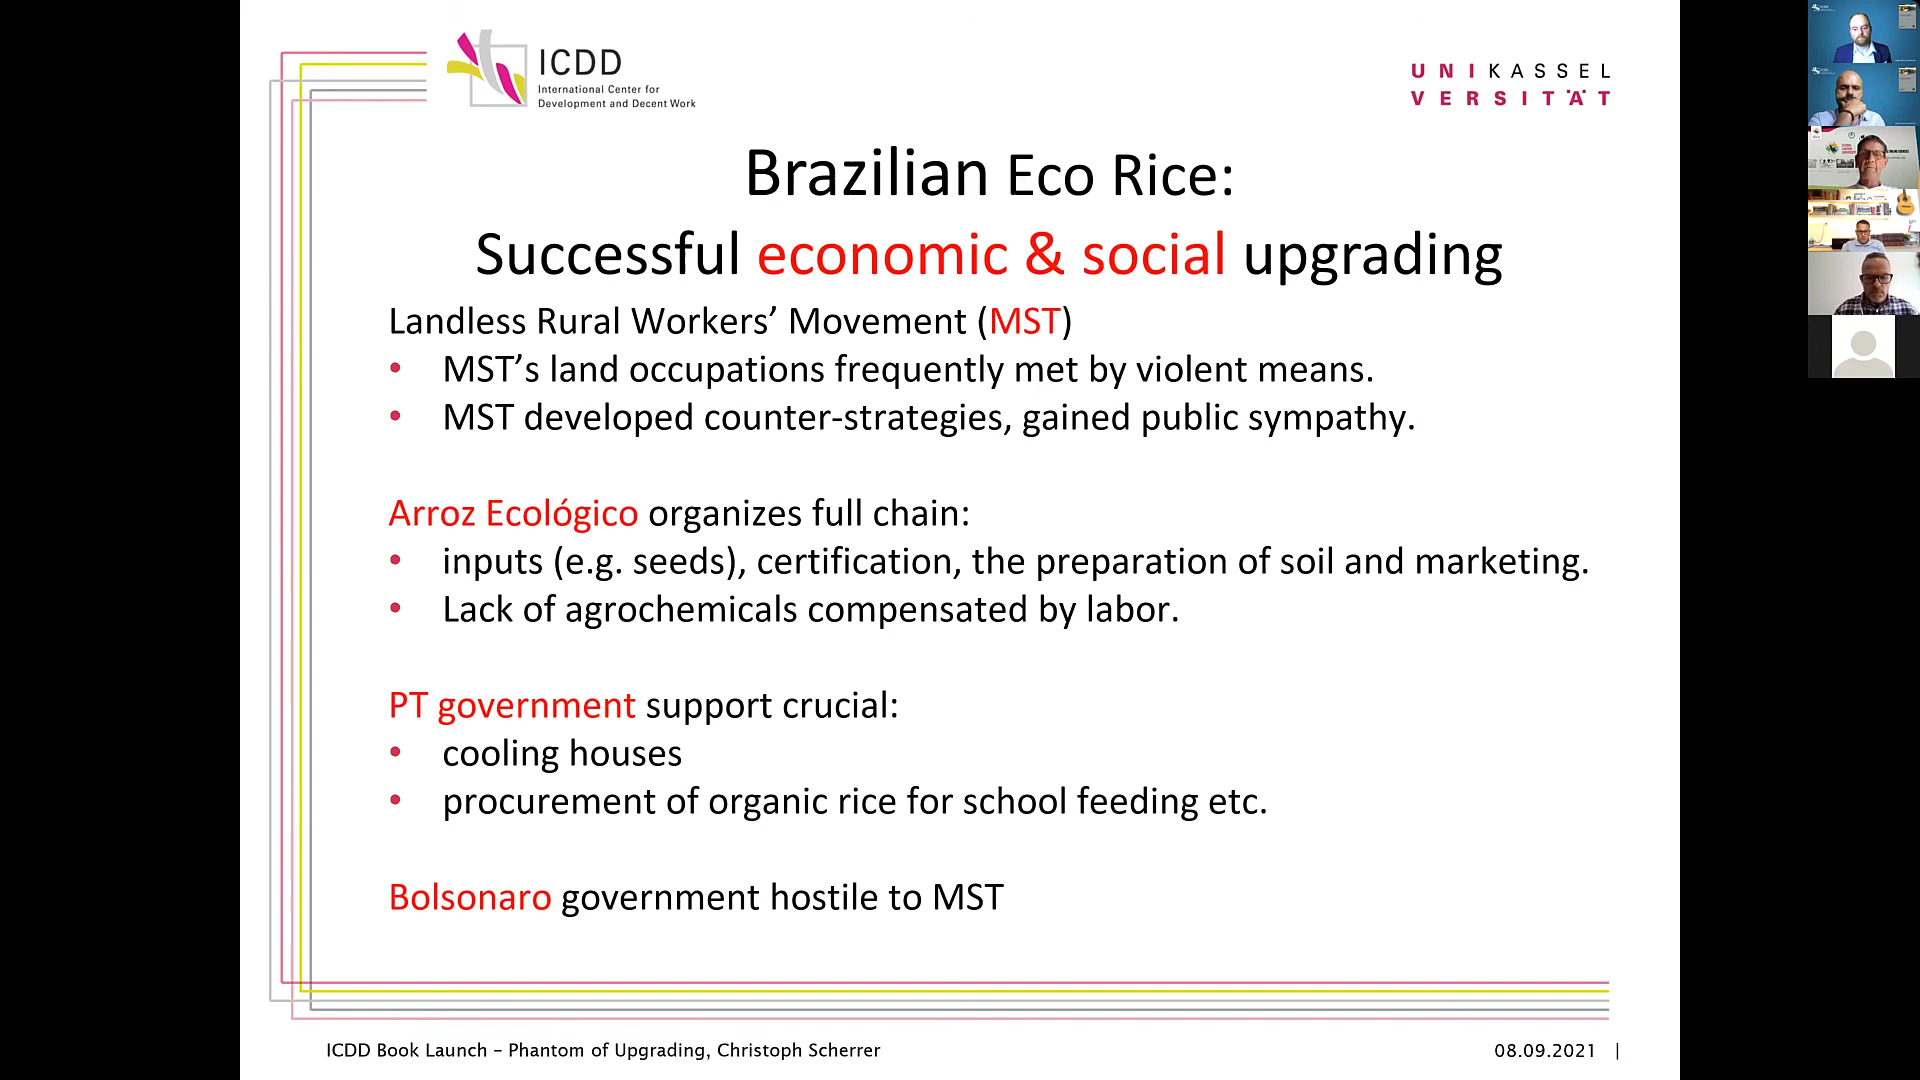 ICDD
International Center for
Development and Decent Work
UNIKASSEL
VERSITÄT
Brazilian Eco Rice:
Successful economic & social upgrading
Landless Rural Workers’ Movement (MST)
• MST’s land occupations frequently met by violent means.
• MST developed counter-strategies, gained public sympathy.
Arroz Ecológico organizes full chain:
• inputs (e.g. seeds), certification, the preparation of soil and marketing.
• Lack of agrochemicals compensated by labor.
PT government support crucial:
• cooling houses
• procurement of organic rice for school feeding etc.
Bolsonaro government hostile to MST
ICDD Book Launch – Phantom of Upgrading, Christoph Scherrer
08.09.2021 |